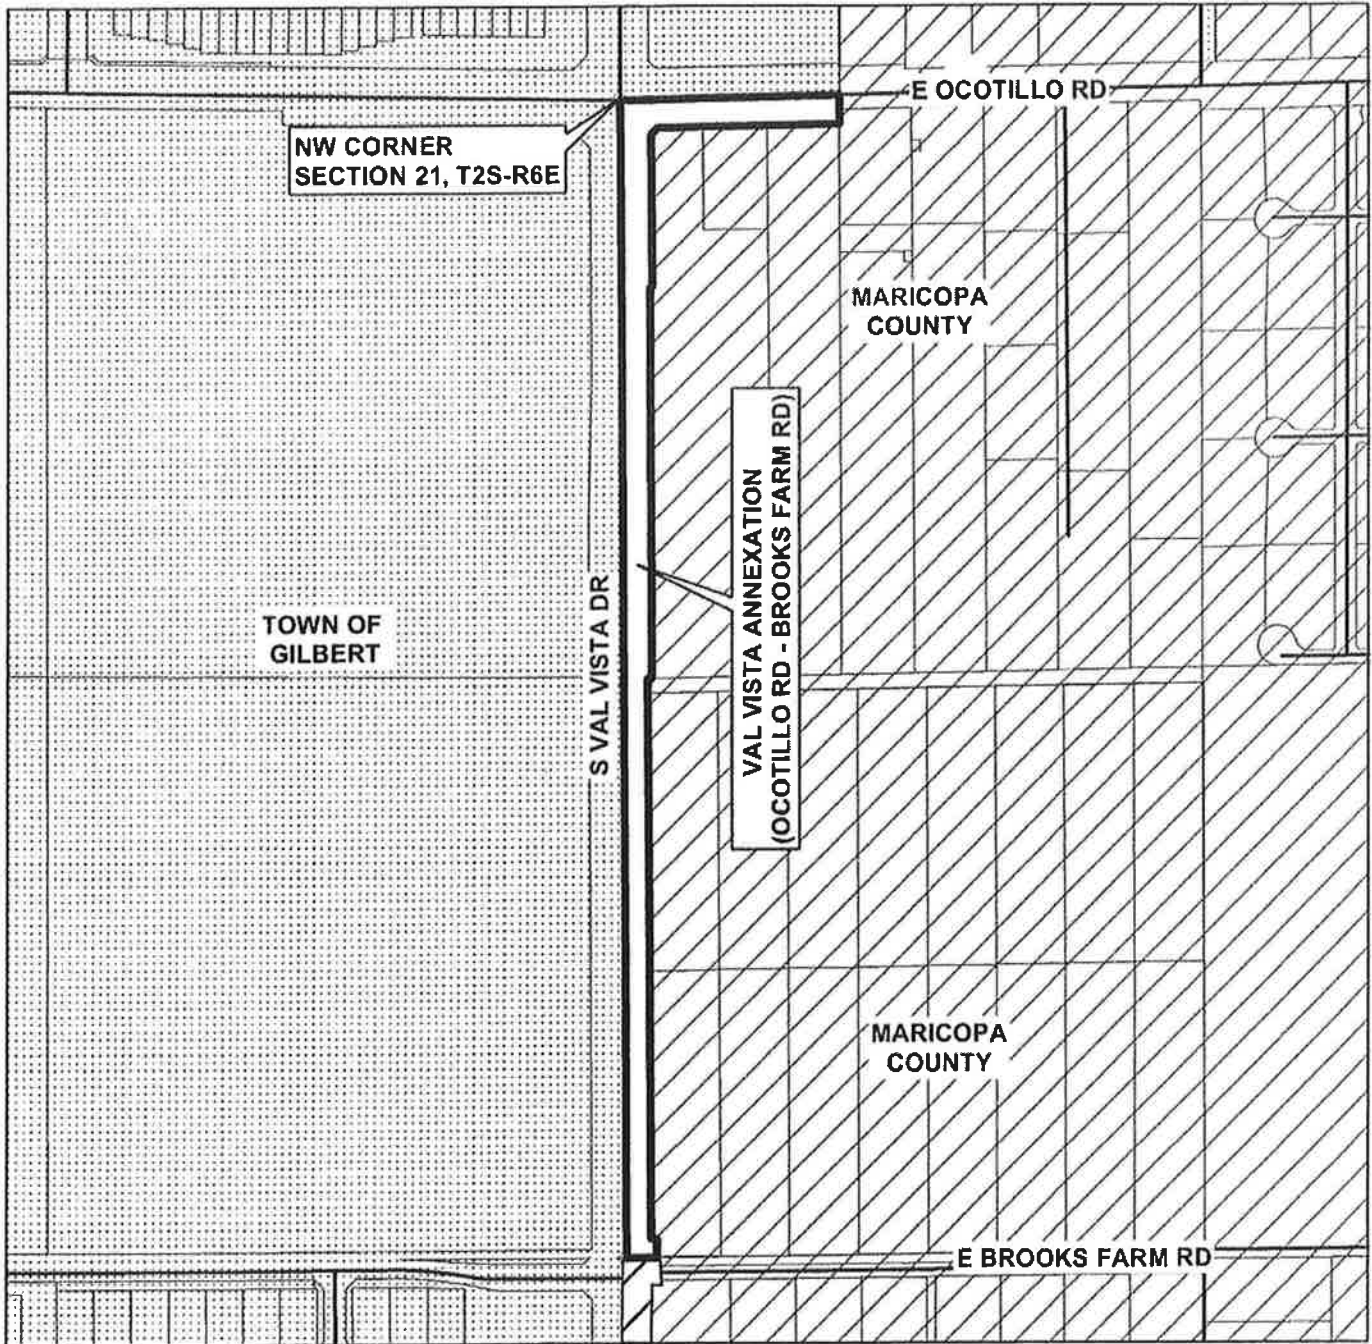 E OCOTILLO RD
NW CORNER
SECTION 21, T2S-R6E
MARICOPA
COUNTY
VAL VISTA ANNEXATION
(OCOTILLO RD - BROOKS FARM RD)
S VAL VISTA DR
TOWN OF
GILBERT
MARICOPA
COUNTY
E BROOKS FARM RD